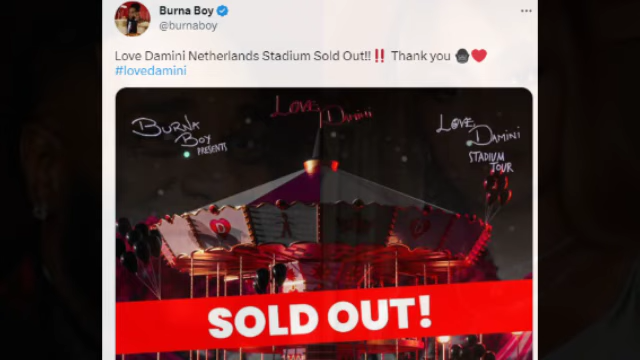 Burna Boy
@burnaboy
Love Damini Netherlands Stadium Sold Out!!‼️ Thank you
#lovedamini
LOVE, DAMINI
BURNA
BOY
PRESENTS
LOVE,
DAMINI
STADIUM
TOUR
SOLD OUT!